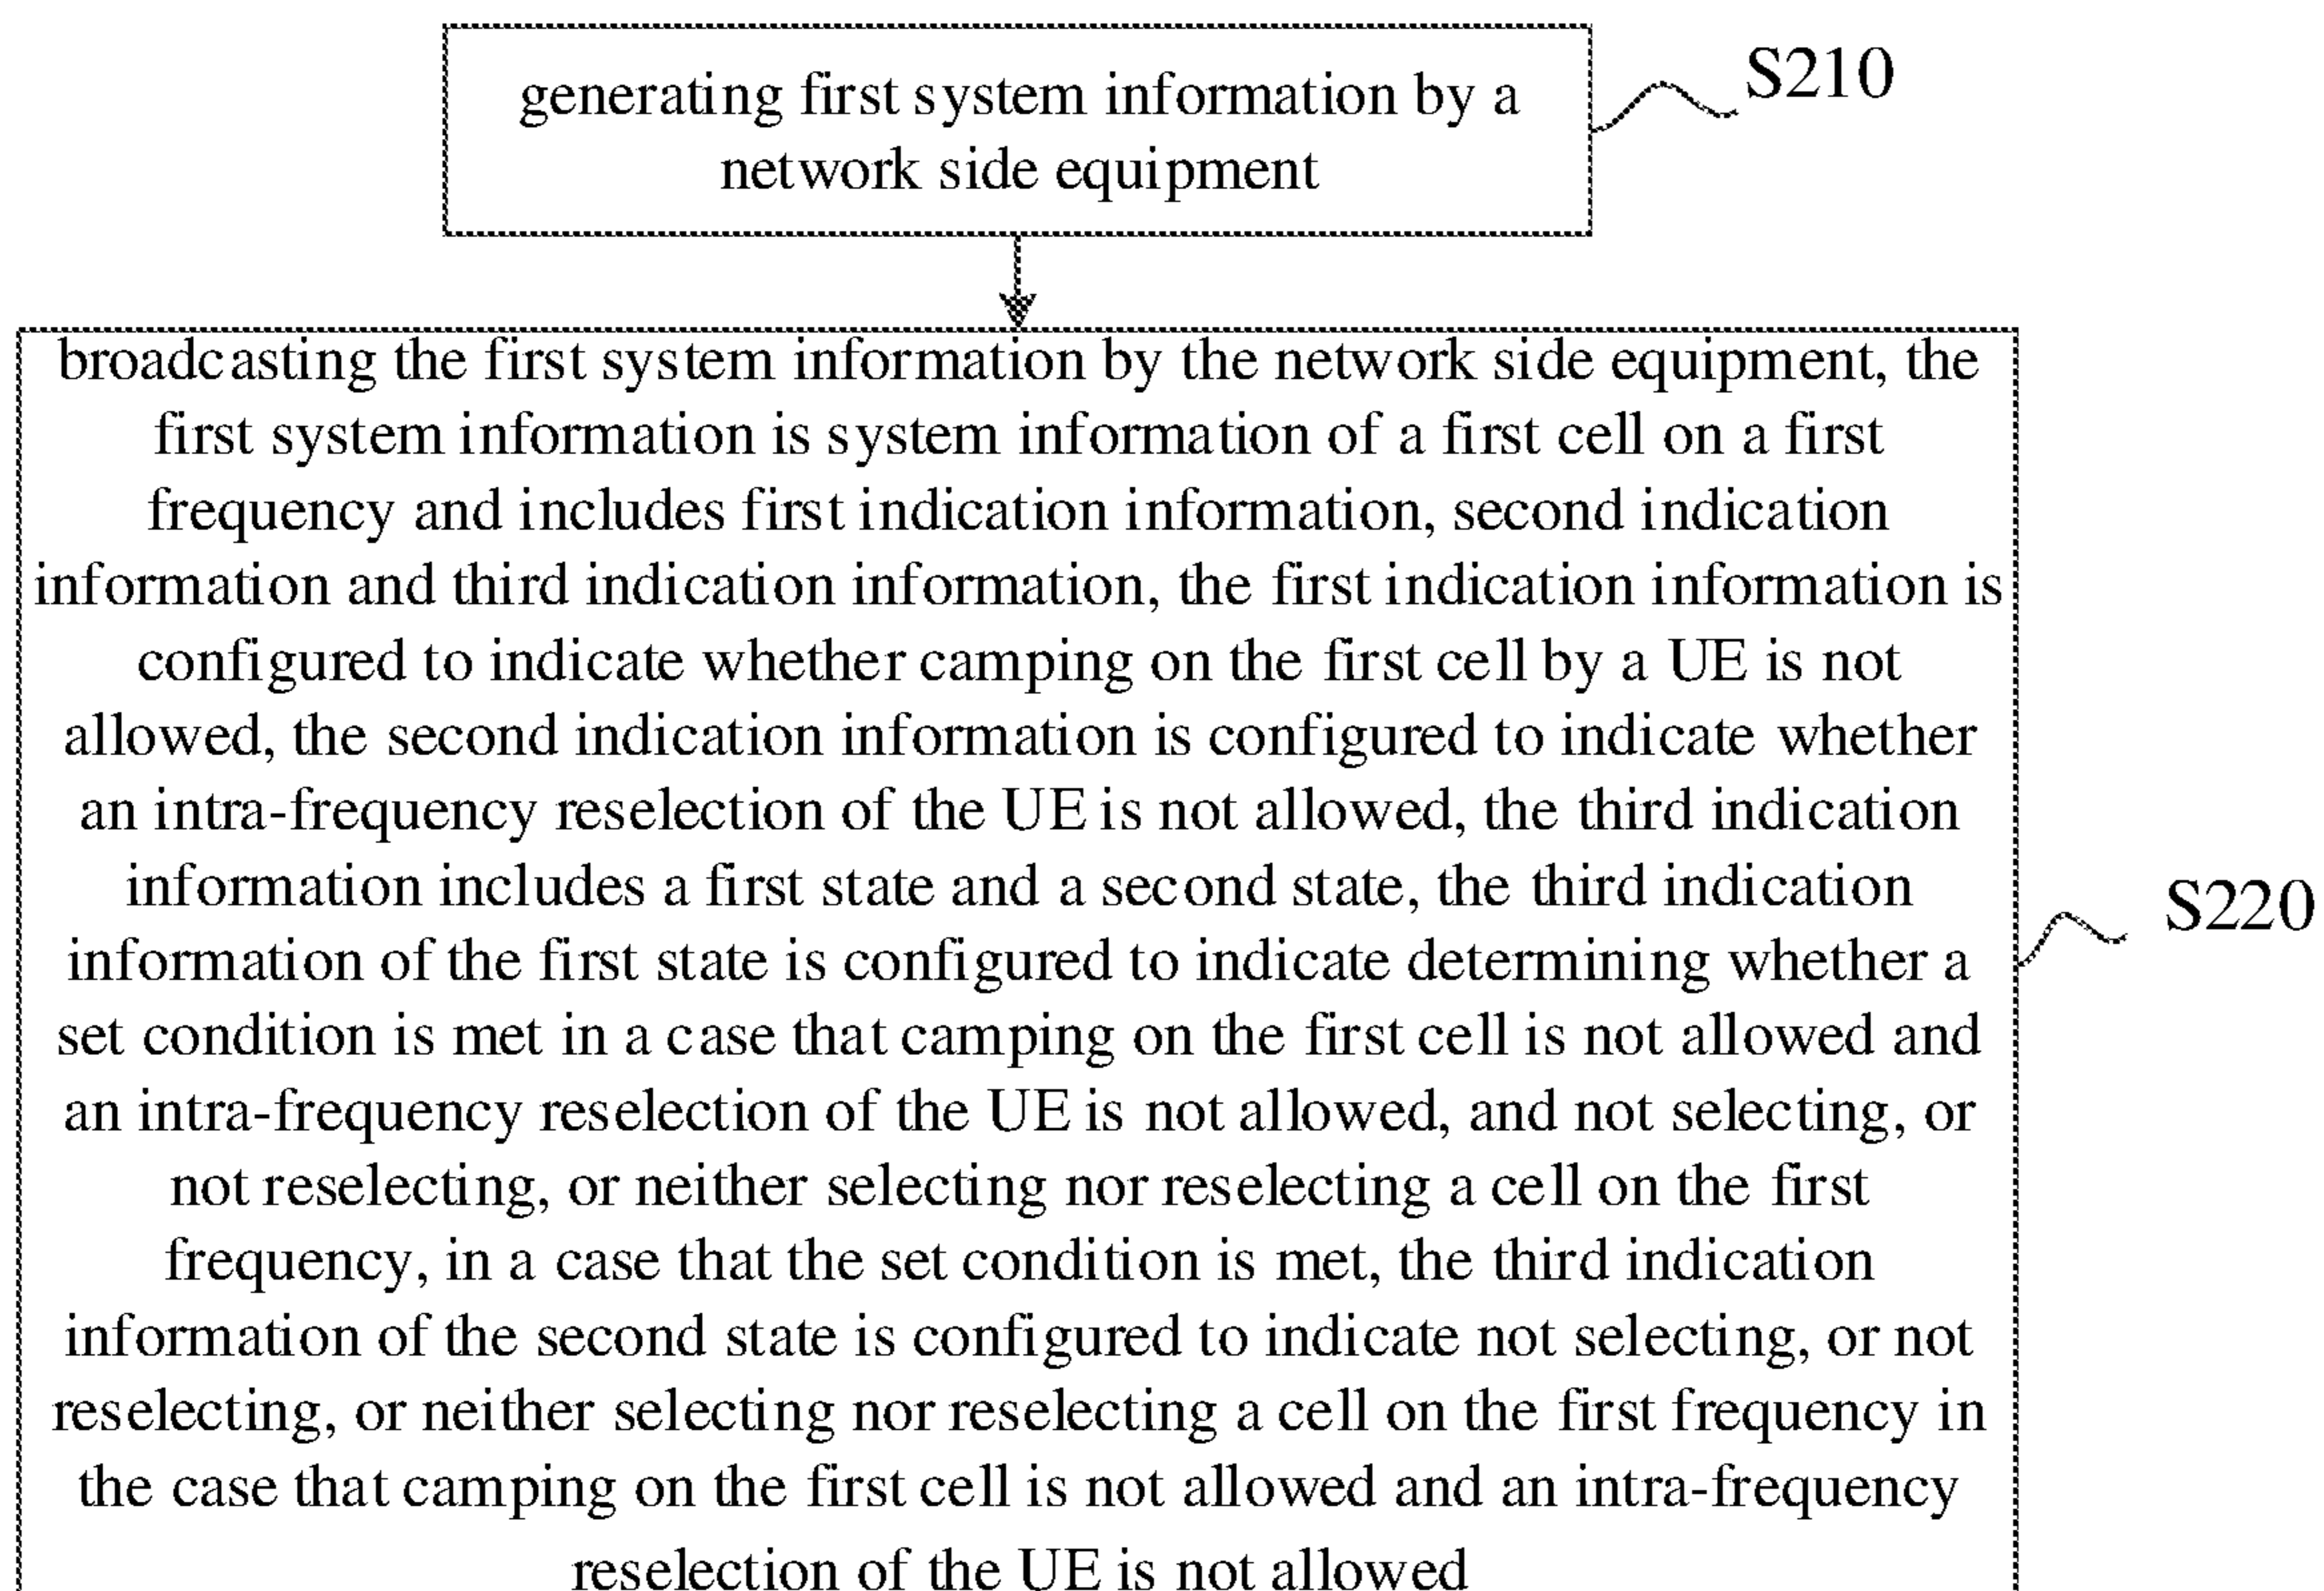 generating first system information by a
network side equipment
S210
broadcasting the first system information by the network side equipment, the
first system information is system information of a first cell on a first
frequency and includes first indication information, second indication
information and third indication information, the first indication information is
configured to indicate whether camping on the first cell by a UE is not
allowed, the second indication information is configured to indicate whether
an intra-frequency reselection of the UE is not allowed, the third indication
information includes a first state and a second state, the third indication
information of the first state is configured to indicate determining whether a
set condition is met in a case that camping on the first cell is not allowed and
an intra-frequency reselection of the UE is not allowed, and not selecting, or
not reselecting, or neither selecting nor reselecting a cell on the first
frequency, in a case that the set condition is met, the third indication
information of the second state is configured to indicate not selecting, or not
reselecting, or neither selecting nor reselecting a cell on the first frequency in
the case that camping on the first cell is not allowed and an intra-frequency
reselection of the UE is not allowed
S220